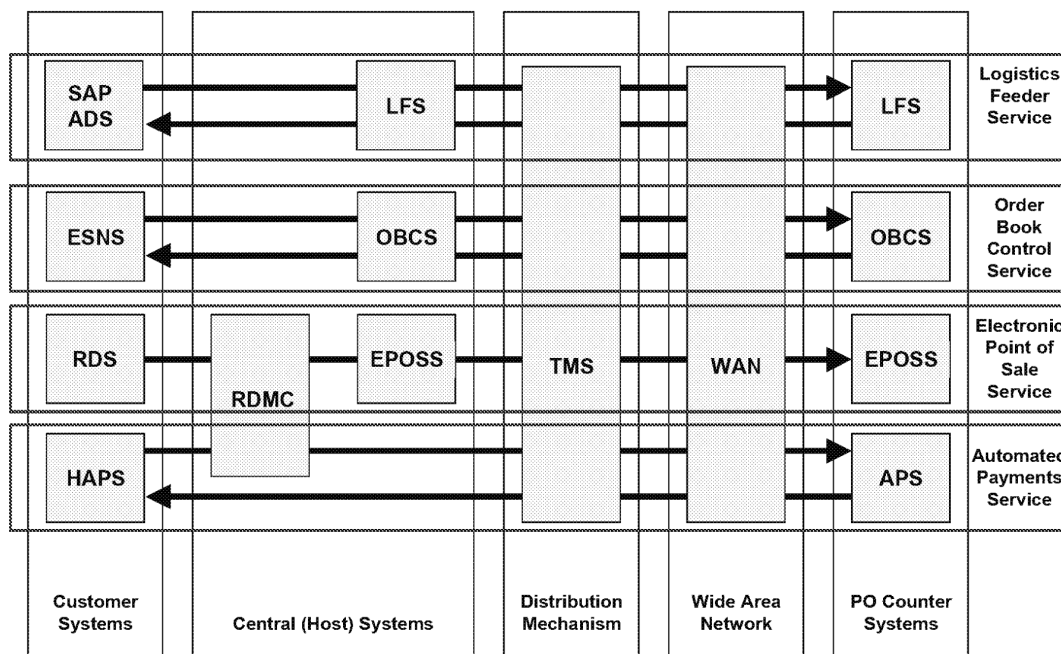 SAP
ADS
LFS
LFS
Logistics
Feeder
Service
ESNS
OBCS
OBCS
Order
Book
Control
Service
RDS
RDMC
EPOSS
TMS
WAN
EPOSS
Electronic
Point of
Sale
Service
HAPS
APS
Automated
Payments
Service
Customer
Systems
Central (Host) Systems
Distribution
Mechanism
Wide Area
Network
PO Counter
Systems